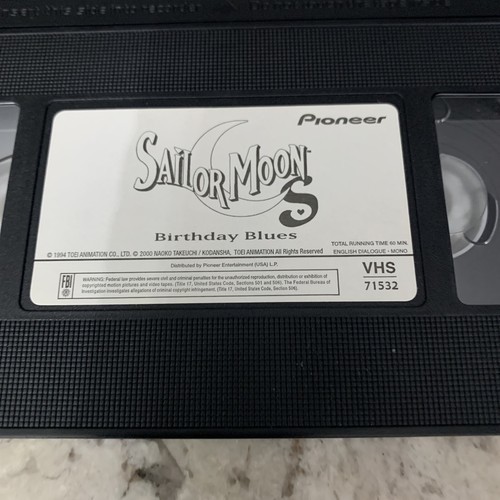 Pioneer
SAILOR MOON
S
Birthday Blues
© 1994 TOEI ANIMATION CO., LTD. © 2000 NAOKO TAKEUCHI / KODANSHA, TOEI ANIMATION All Rights Reserved
TOTAL RUNNING TIME 60 MIN.
ENGLISH DIALOGUE - MONO
Distributed by Pioneer Entertainment (USA) L.P.
FBI
WARNING: Federal law provides severe civil and criminal penalties for the unauthorized reproduction, distribution or exhibition of
copyrighted motion pictures and video tapes. (Title 17, United States Code, Sections 501 and 506). The Federal Bureau of
Investigation investigates allegations of criminal copyright infringement. (Title 17, United States Code, Section 506).
VHS
71532